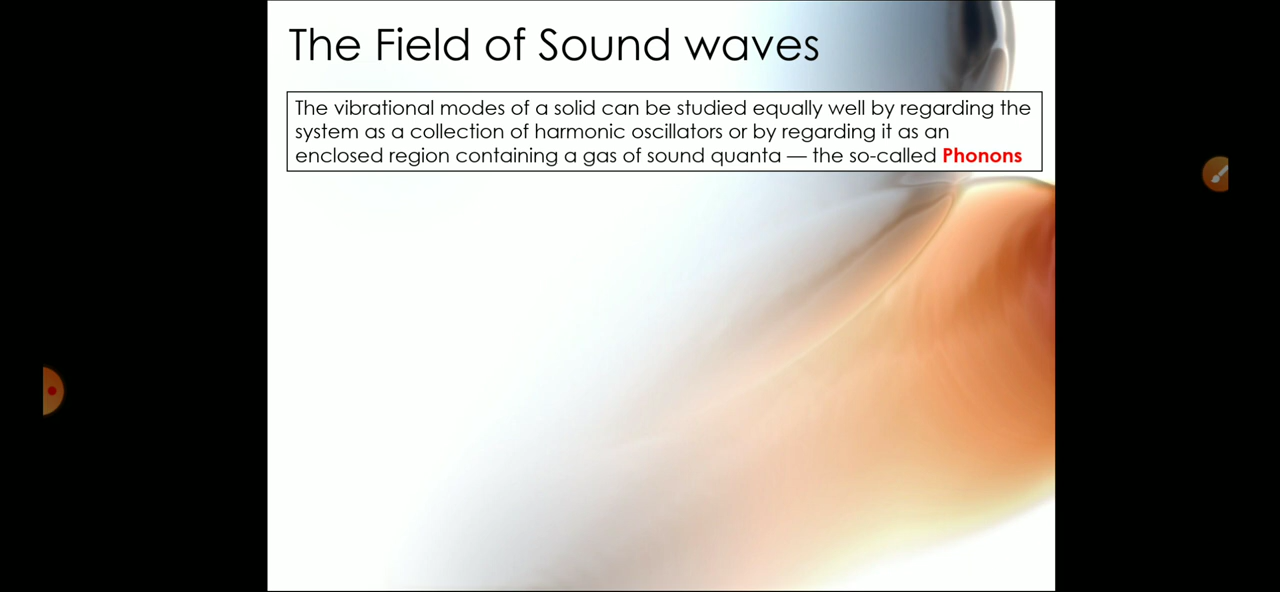 The Field of Sound waves
The vibrational modes of a solid can be studied equally well by regarding the
system as a collection of harmonic oscillators or by regarding it as an
enclosed region containing a gas of sound quanta — the so-called Phonons